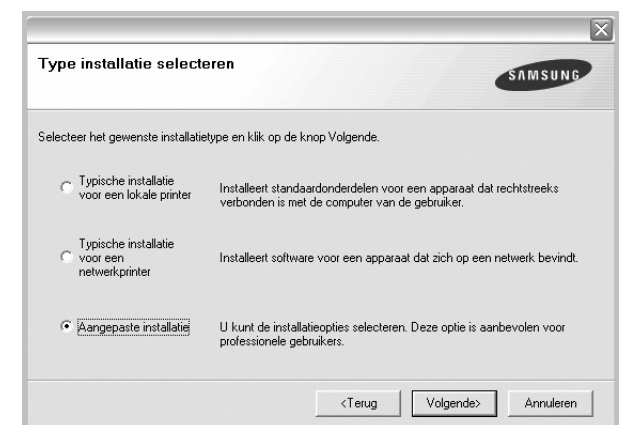 Type installatie selecteren
SAMSUNG
Selecteer het gewenste installatietype en klik op de knop Volgende.
Typische installatie
voor een lokale printer
Installeert standaardonderdelen voor een apparaat dat rechtstreeks
verbonden is met de computer van de gebruiker.
Typische installatie
voor een
netwerkprinter
Installeert software voor een apparaat dat zich op een netwerk bevindt.
Aangepaste installatie
U kunt de installatieopties selecteren. Deze optie is aanbevolen voor
professionele gebruikers.
<Terug
Volgende>
Annuleren